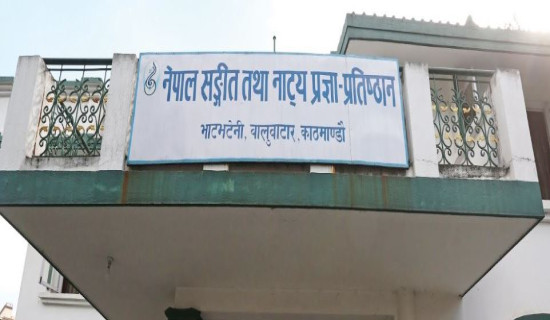 नेपाल सङ्गीत तथा नाट्य प्रज्ञा-प्रतिष्ठान
भाटभटेनी, बालुवाटार, काठमाण्डौ